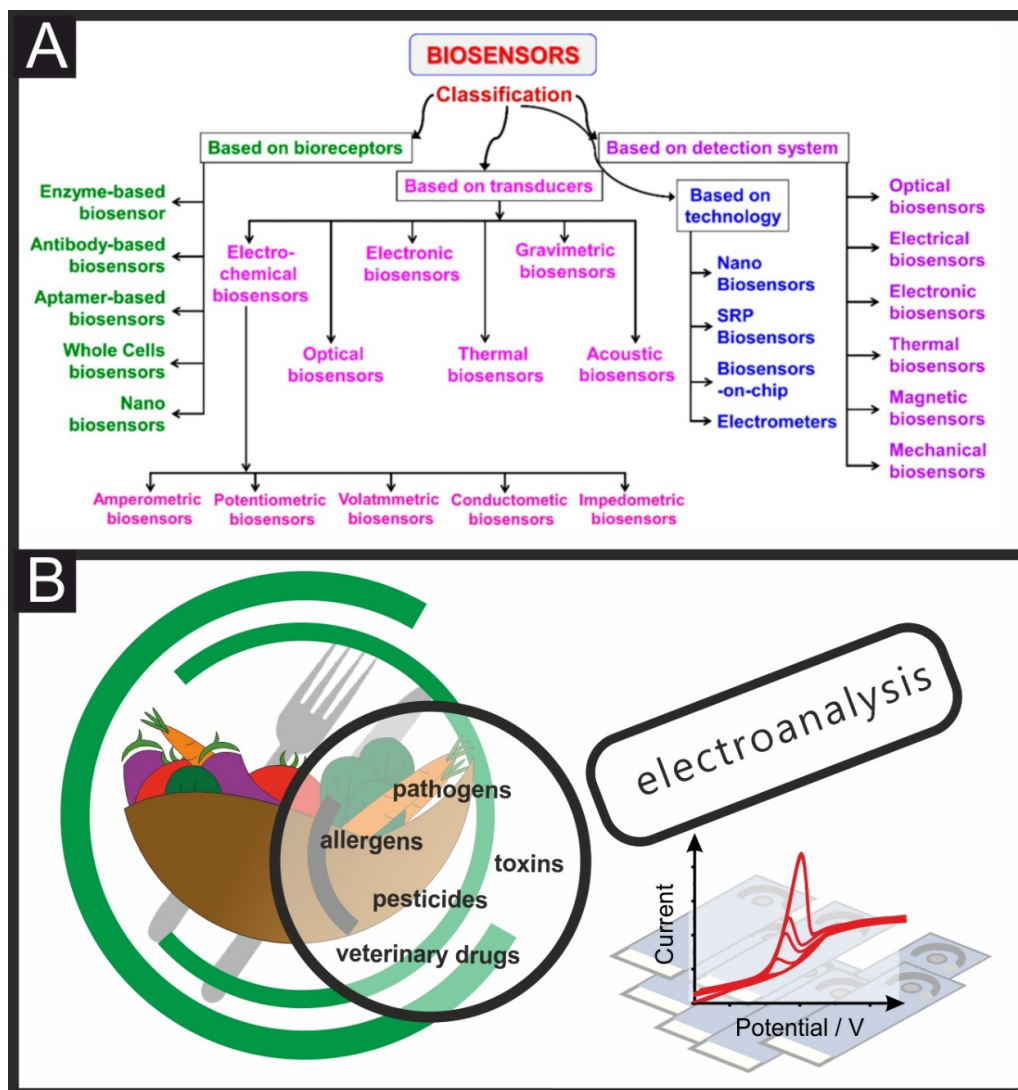 A
BIOSENSORS
Classification
Based on bioreceptors
Enzyme-based
biosensor
Antibody-based
biosensors
Aptamer-based
biosensors
Whole Cells
biosensors
Nano
biosensors
Based on transducers
Electro-
chemical
biosensors
Electronic
biosensors
Gravimetric
biosensors
Optical
biosensors
Thermal
biosensors
Acoustic
biosensors
Amperometric
biosensors
Potentiometric
biosensors
Volatmmetric
biosensors
Conductometic
biosensors
Impedometric
biosensors
Based on
technology
Nano
Biosensors
SRP
Biosensors
Biosensors
-on-chip
Electrometers
Based on detection system
Optical
biosensors
Electrical
biosensors
Electronic
biosensors
Thermal
biosensors
Magnetic
biosensors
Mechanical
biosensors
B
pathogens
allergens
toxins
pesticides
veterinary drugs
electroanalysis
Current
Potential / V